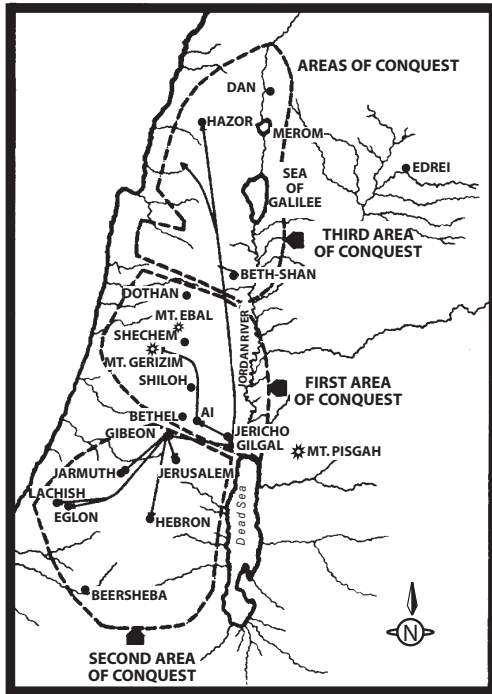 AREAS OF CONQUEST
DAN
HAZOR
MEROM
EDREI
SEA
OF
GALILEE
THIRD AREA
OF CONQUEST
BETH-SHAN
DOTHAN
MT. EBAL
SHECHEM
MT. GERIZIM
JORDAN RIVER
SHILOH
FIRST AREA
OF CONQUEST
BETHEL
AI
GIBEON
JERICHO
GILGAL
MT. PISGAH
JARMUTH
JERUSALEM
LACHISH
EGLON
HEBRON
Dead Sea
BEERSHEBA
N
SECOND AREA
OF CONQUEST